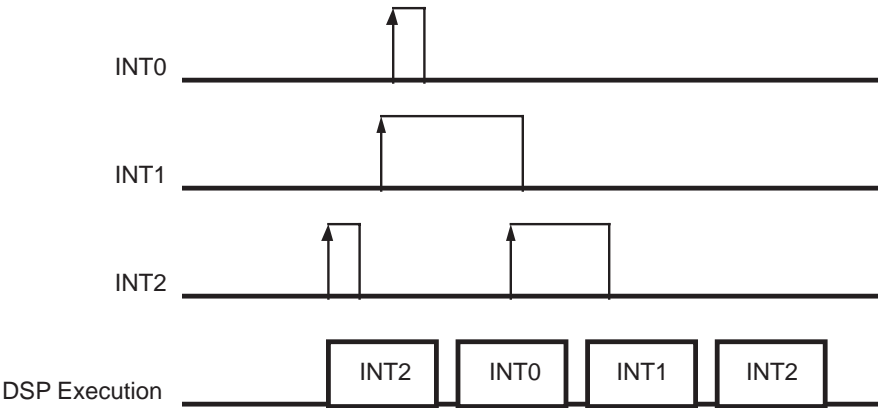 INT0
INT1
INT2
DSP Execution
INT2 INT0 INT1 INT2